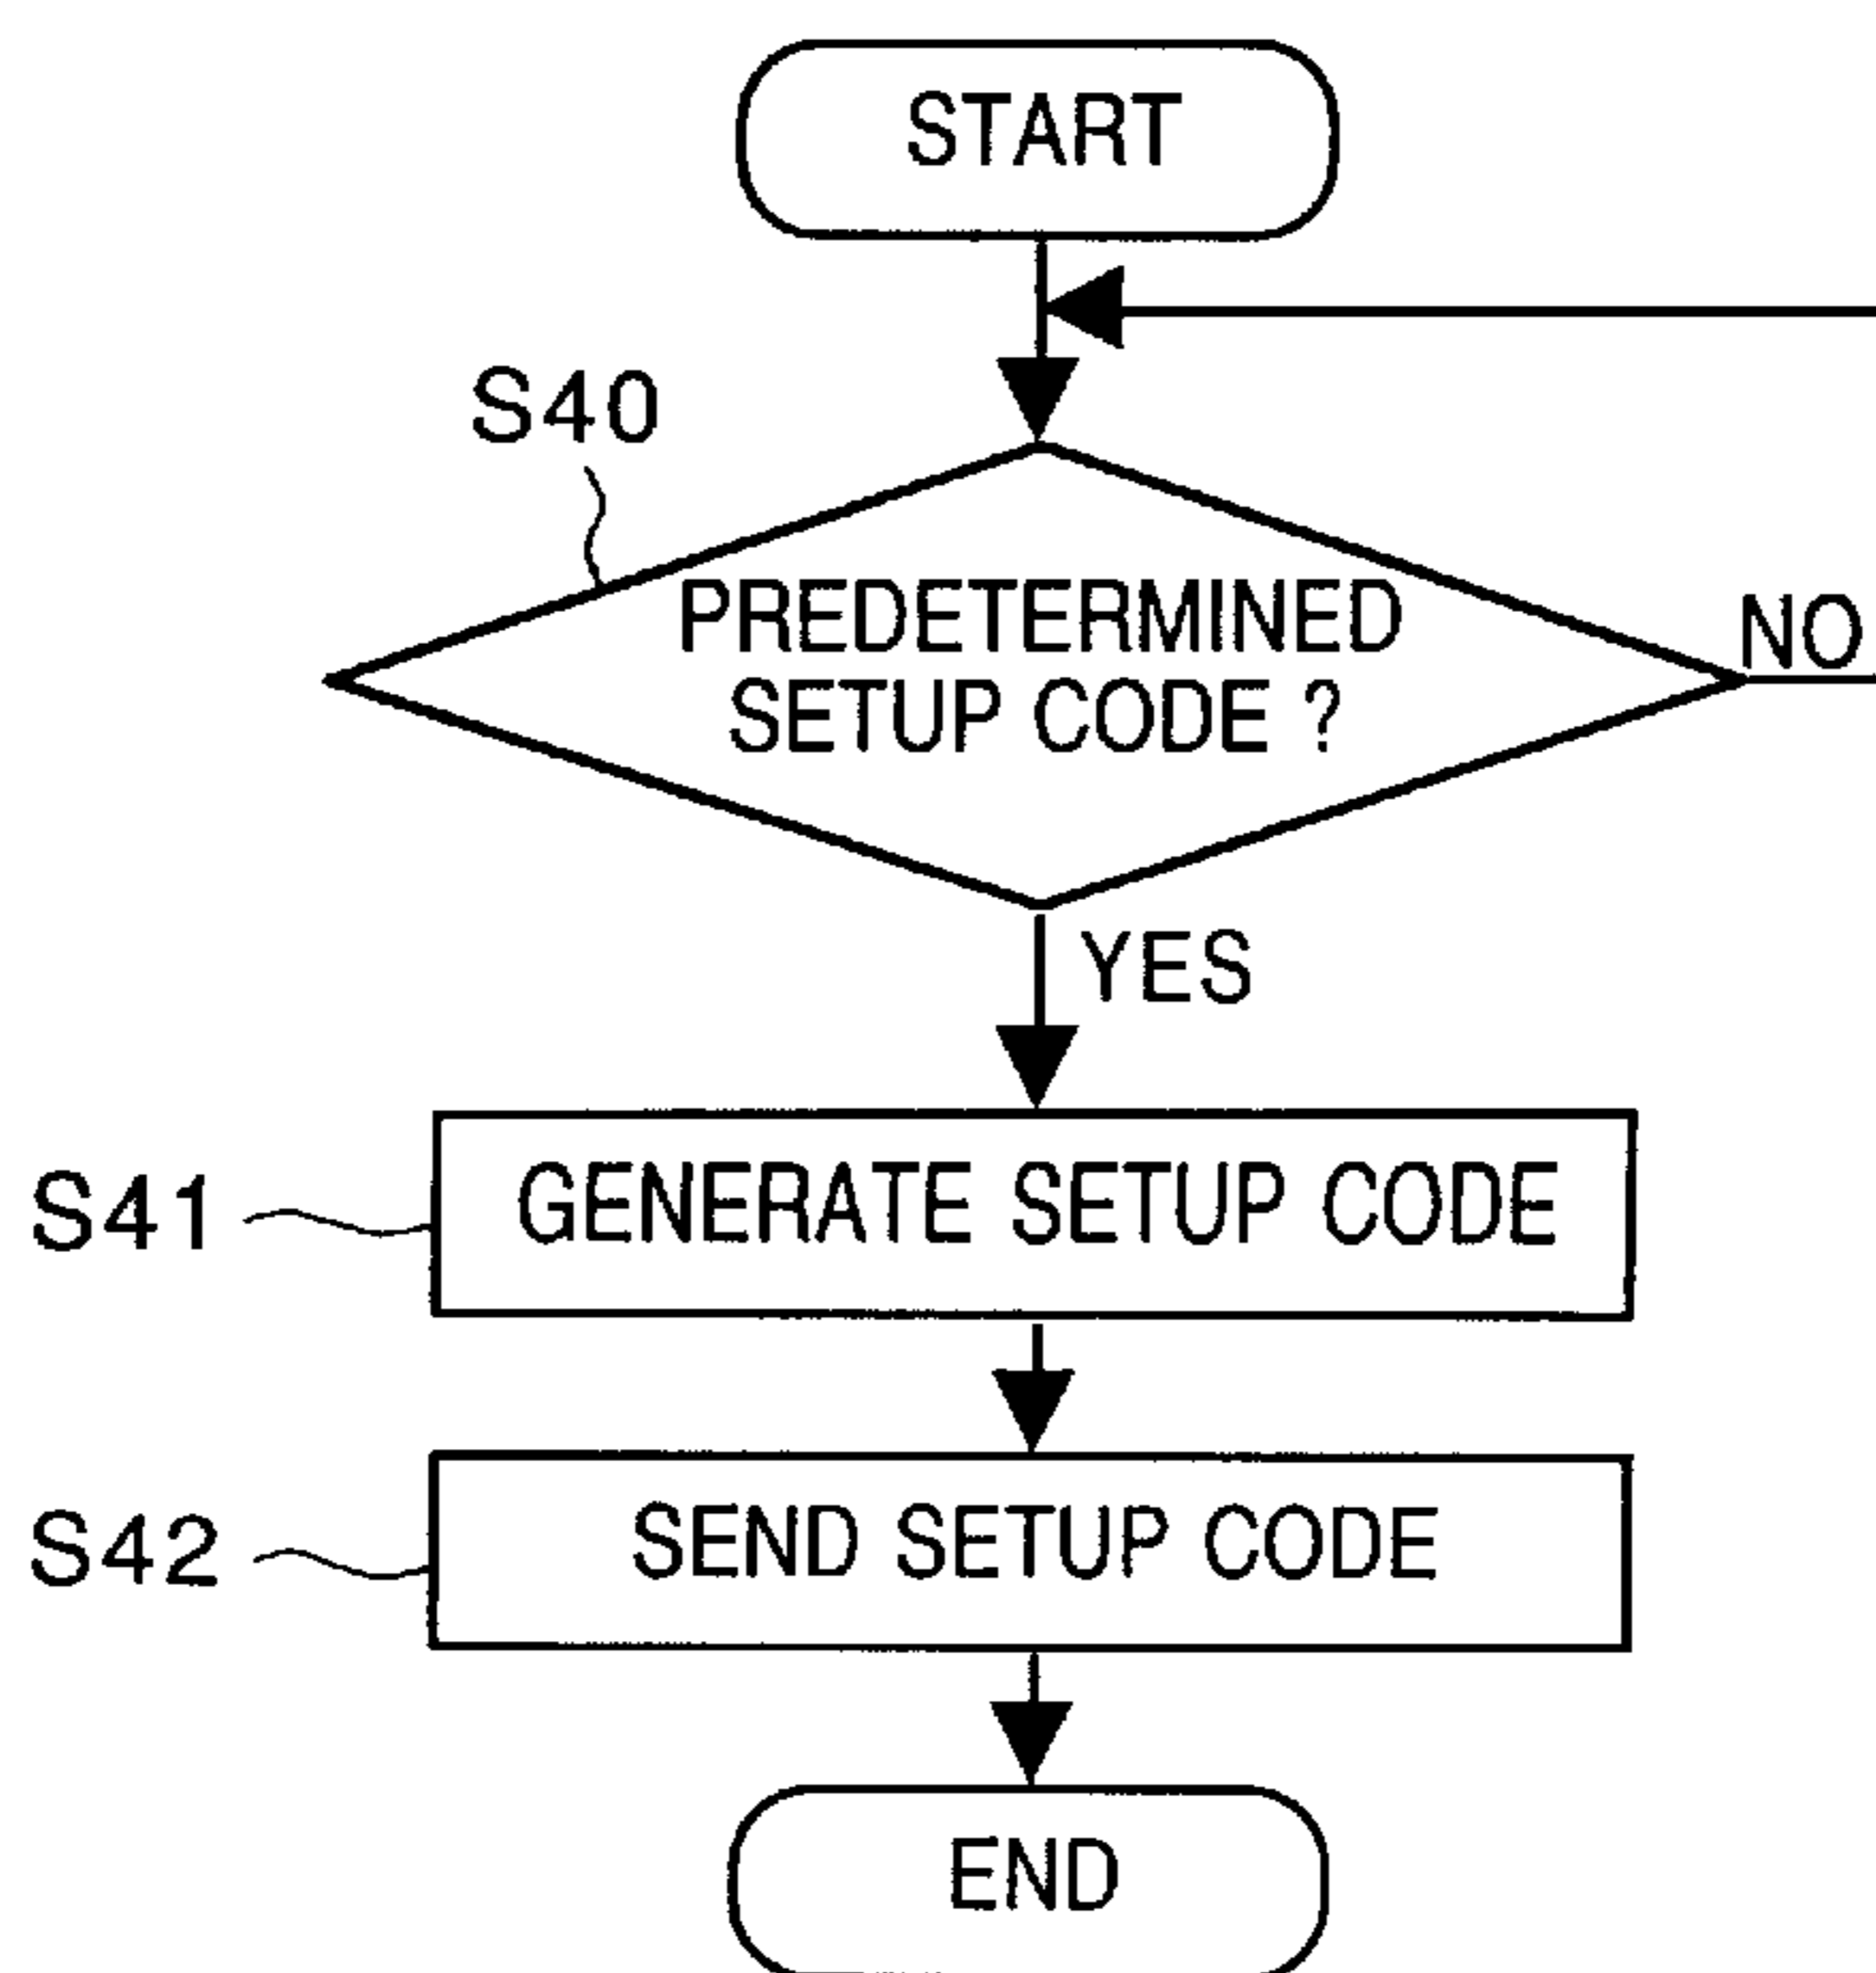 START
S40
PREDETERMINED
SETUP CODE ?
NO
YES
S41
GENERATE SETUP CODE
S42
SEND SETUP CODE
END